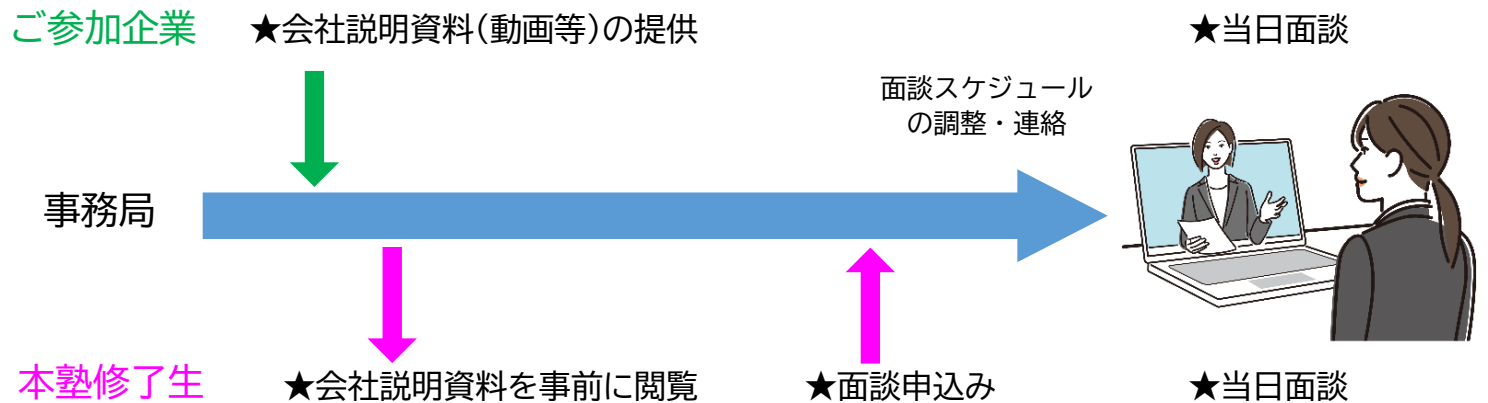 ご参加企業 ★会社説明資料(動画等)の提供 ★当日面談
面談スケジュール
の調整・連絡
事務局
本塾修了生 ★会社説明資料を事前に閲覧 ★面談申込み ★当日面談